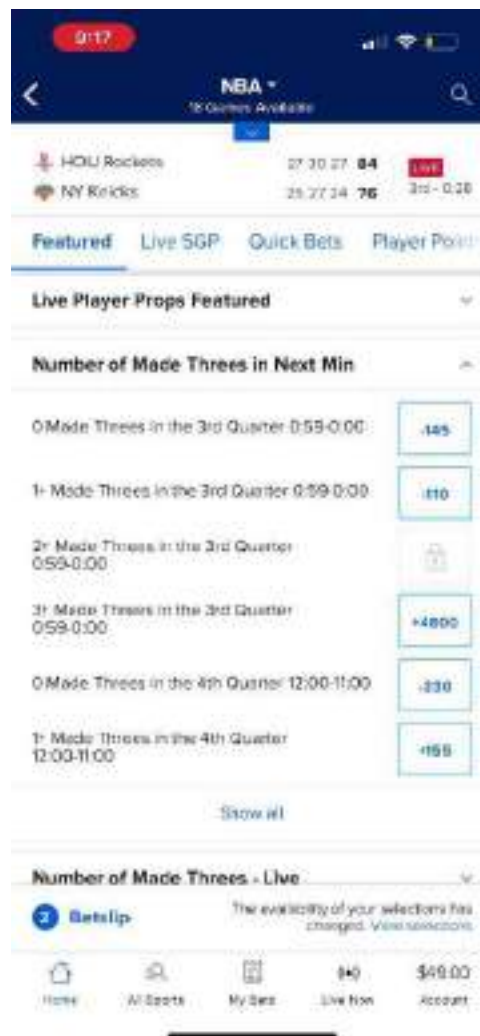 9:17
NBA
18 Games Available
HOU Rockets 27 30 27 84 LIVE
NY Knicks 25 27 24 76 3rd - 0:28
Featured Live SGP Quick Bets Player Poin
Live Player Props Featured
Number of Made Threes in Next Min
0 Made Threes in the 3rd Quarter 0:59-0:00 -145
1+ Made Threes in the 3rd Quarter 0:59-0:00 -110
2+ Made Threes in the 3rd Quarter
0:59-0:00
3+ Made Threes in the 3rd Quarter
0:59-0:00 +4800
0 Made Threes in the 4th Quarter 12:00-11:00 -230
1+ Made Threes in the 4th Quarter
12:00-11:00 +155
Show all
Number of Made Threes - Live
2 Betslip
The availability of your selections has
changed. View selections
Home All Sports My Bets Live Now $49.00
Account